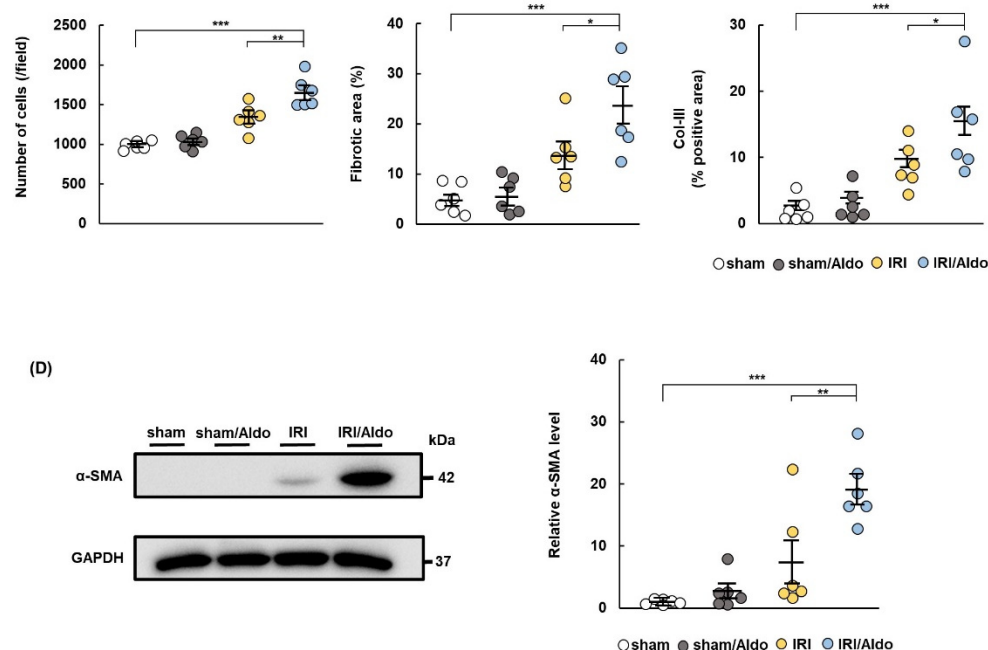 Number of cells (/field)
2500
2000
1500
1000
500
0
***
**
Fibrotic area (%)
40
30
20
10
0
***
*
Col-III
(% positive area)
30
20
10
0
***
*
sham sham/Aldo IRI IRI/Aldo
(D)
sham sham/Aldo IRI IRI/Aldo
kDa
α-SMA
42
GAPDH
37
Relative α-SMA level
40
30
20
10
0
***
**
sham sham/Aldo IRI IRI/Aldo